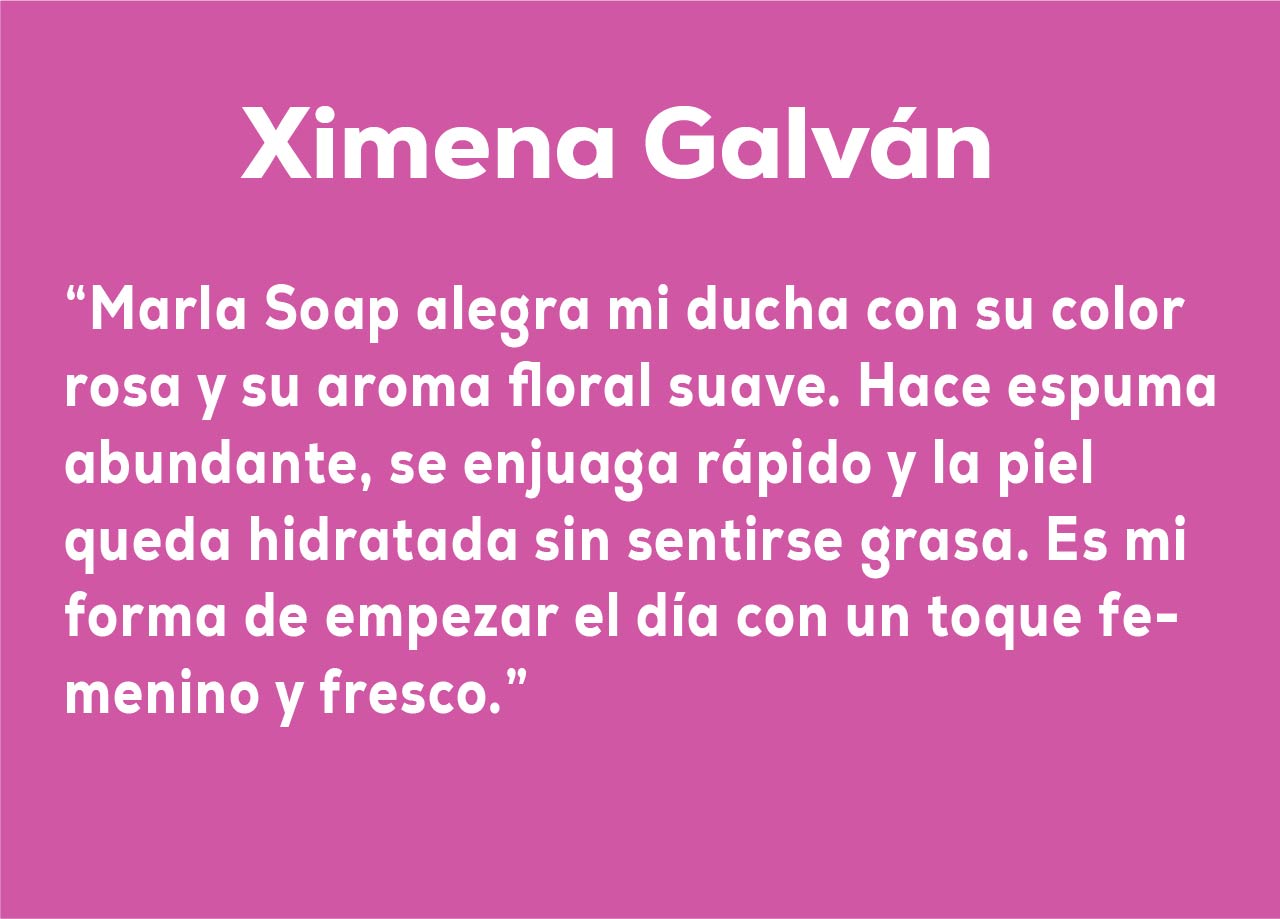 Ximena Galván
“Marla Soap alegra mi ducha con su color
rosa y su aroma floral suave. Hace espuma
abundante, se enjuaga rápido y la piel
queda hidratada sin sentirse grasa. Es mi
forma de empezar el día con un toque fe-
menino y fresco.”